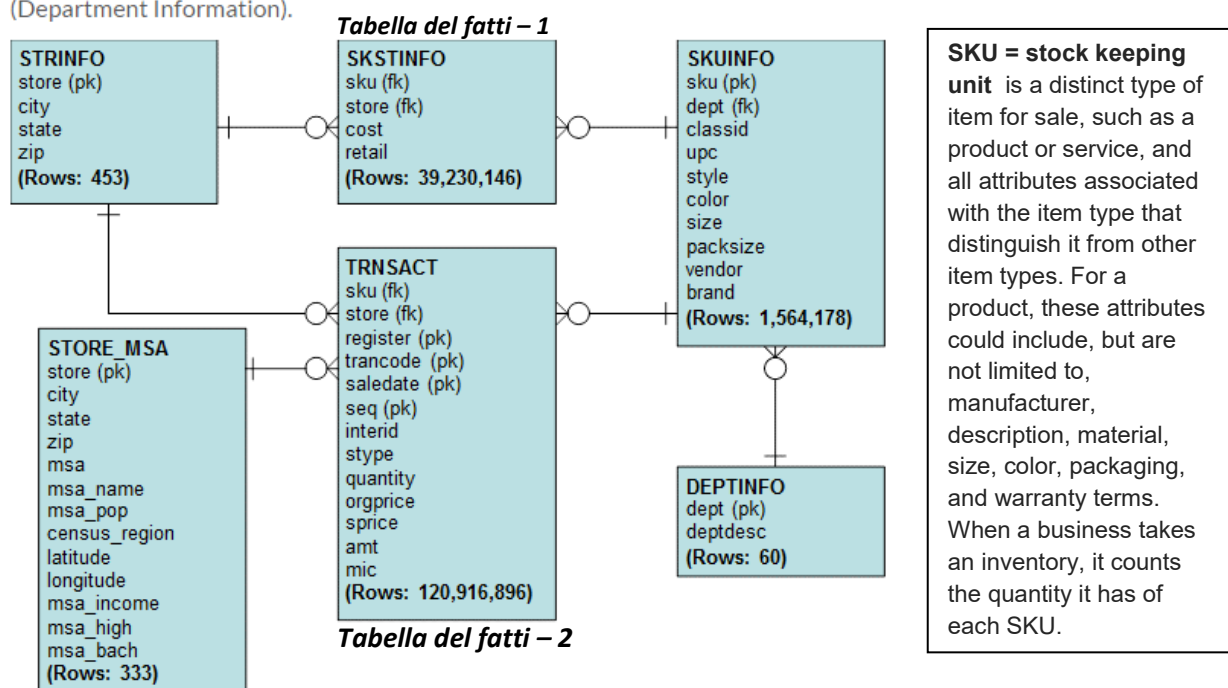 (Department Information).
Tabella del fatti – 1
STRINFO
store (pk)
city
state
zip
(Rows: 453)
SKSTINFO
sku (fk)
store (fk)
cost
retail
(Rows: 39,230,146)
SKUINFO
sku (pk)
dept (fk)
classid
upc
style
color
size
packsize
vendor
brand
(Rows: 1,564,178)
SKU = stock keeping
unit is a distinct type of
item for sale, such as a
product or service, and
all attributes associated
with the item type that
distinguish it from other
item types. For a
product, these attributes
could include, but are
not limited to,
manufacturer,
description, material,
size, color, packaging,
and warranty terms.
When a business takes
an inventory, it counts
the quantity it has of
each SKU.
TRNSACT
sku (fk)
store (fk)
register (pk)
trancode (pk)
saledate (pk)
seq (pk)
interid
stype
quantity
orgprice
sprice
amt
mic
(Rows: 120,916,896)
Tabella del fatti – 2
STORE_MSA
store (pk)
city
state
zip
msa
msa_name
msa_pop
census_region
latitude
longitude
msa_income
msa_high
msa_bach
(Rows: 333)
DEPTINFO
dept (pk)
deptdesc
(Rows: 60)